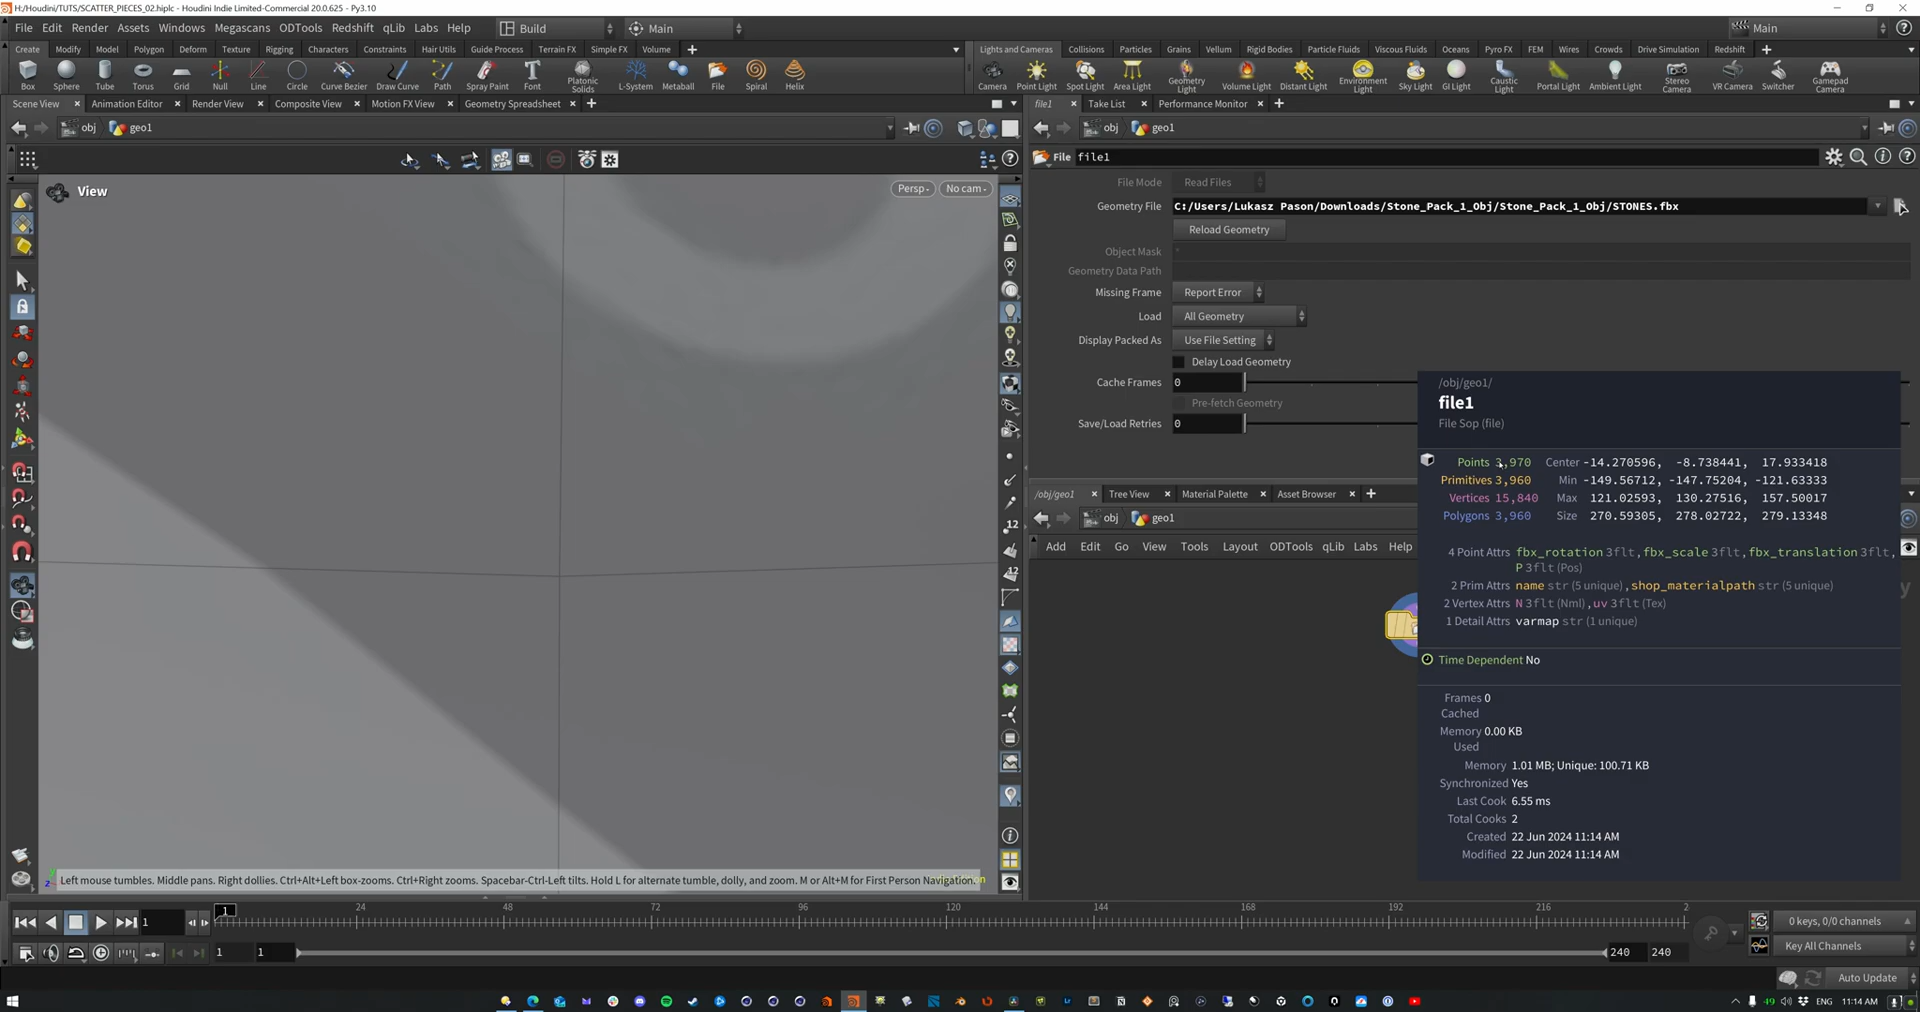 H:/Houdini/TUTS/SCATTER_PIECES_02.hiplc - Houdini Indie Limited-Commercial 20.0.625 - Py3.10
File Edit Render Assets Windows Megascans ODTools Redshift qLib Labs Help Build Main Main
Create Modify Model Polygon Deform Texture Rigging Characters Constraints Hair Utils Guide Process Terrain FX Simple FX Volume
Lights and Cameras Collisions Particles Grains Vellum Rigid Bodies Particle Fluids Viscous Fluids Oceans Pyro FX FEM Wires Crowds Drive Simulation Redshift
Box Sphere Tube Torus Grid Null Line Circle Curve Bezier Draw Curve Path Spray Paint Font Platonic Solids L-System Metaball File Spiral Helix
Camera Point Light Spot Light Area Light Geometry Light Volume Light Distant Light Environment Light Sky Light GI Light Caustic Light Portal Light Ambient Light Stereo Camera VR Camera Switcher Gamepad Camera
Scene View Animation Editor Render View Composite View Motion FX View Geometry Spreadsheet
file1 Take List Performance Monitor
obj geo1
obj geo1
View
Persp No cam
File file1
File Mode Read Files
Geometry File C:/Users/Lukasz Pason/Downloads/Stone_Pack_1_Obj/Stone_Pack_1_Obj/STONES.fbx
Reload Geometry
Object Mask *
Geometry Data Path
Missing Frame Report Error
Load All Geometry
Display Packed As Use File Setting
Delay Load Geometry
Cache Frames 0
Pre-fetch Geometry
Save/Load Retries 0
/obj/geo1/
file1
File Sop (file)
Points 3,970 Center -14.270596, -8.738441, 17.933418
Primitives 3,960 Min -149.56712, -147.75204, -121.63333
Vertices 15,840 Max 121.02593, 130.27516, 157.50017
Polygons 3,960 Size 270.59305, 278.02722, 279.13348
4 Point Attrs fbx_rotation 3flt, fbx_scale 3flt, fbx_translation 3flt,
P 3flt (Pos)
2 Prim Attrs name str (5 unique), shop_materialpath str (5 unique)
2 Vertex Attrs N 3flt (Nml), uv 3flt (Tex)
1 Detail Attrs varmap str (1 unique)
Time Dependent No
Frames 0
Cached
Memory 0.00 KB
Used
Memory 1.01 MB; Unique: 100.71 KB
Synchronized Yes
Last Cook 6.55 ms
Total Cooks 2
Created 22 Jun 2024 11:14 AM
Modified 22 Jun 2024 11:14 AM
/obj/geo1 Tree View Material Palette Asset Browser
obj geo1
Add Edit Go View Tools Layout ODTools qLib Labs Help
12
12
Left mouse tumbles. Middle pans. Right dollies. Ctrl+Alt+Left box-zooms. Ctrl+Right zooms. Spacebar-Ctrl-Left tilts. Hold L for alternate tumble, dolly, and zoom. M or Alt+M for First Person Navigation.
1 1 24 48 72 96 120 144 168 192 216 2
0 keys, 0/0 channels
1 1 240 240
Key All Channels
Auto Update
ENG 11:14 AM